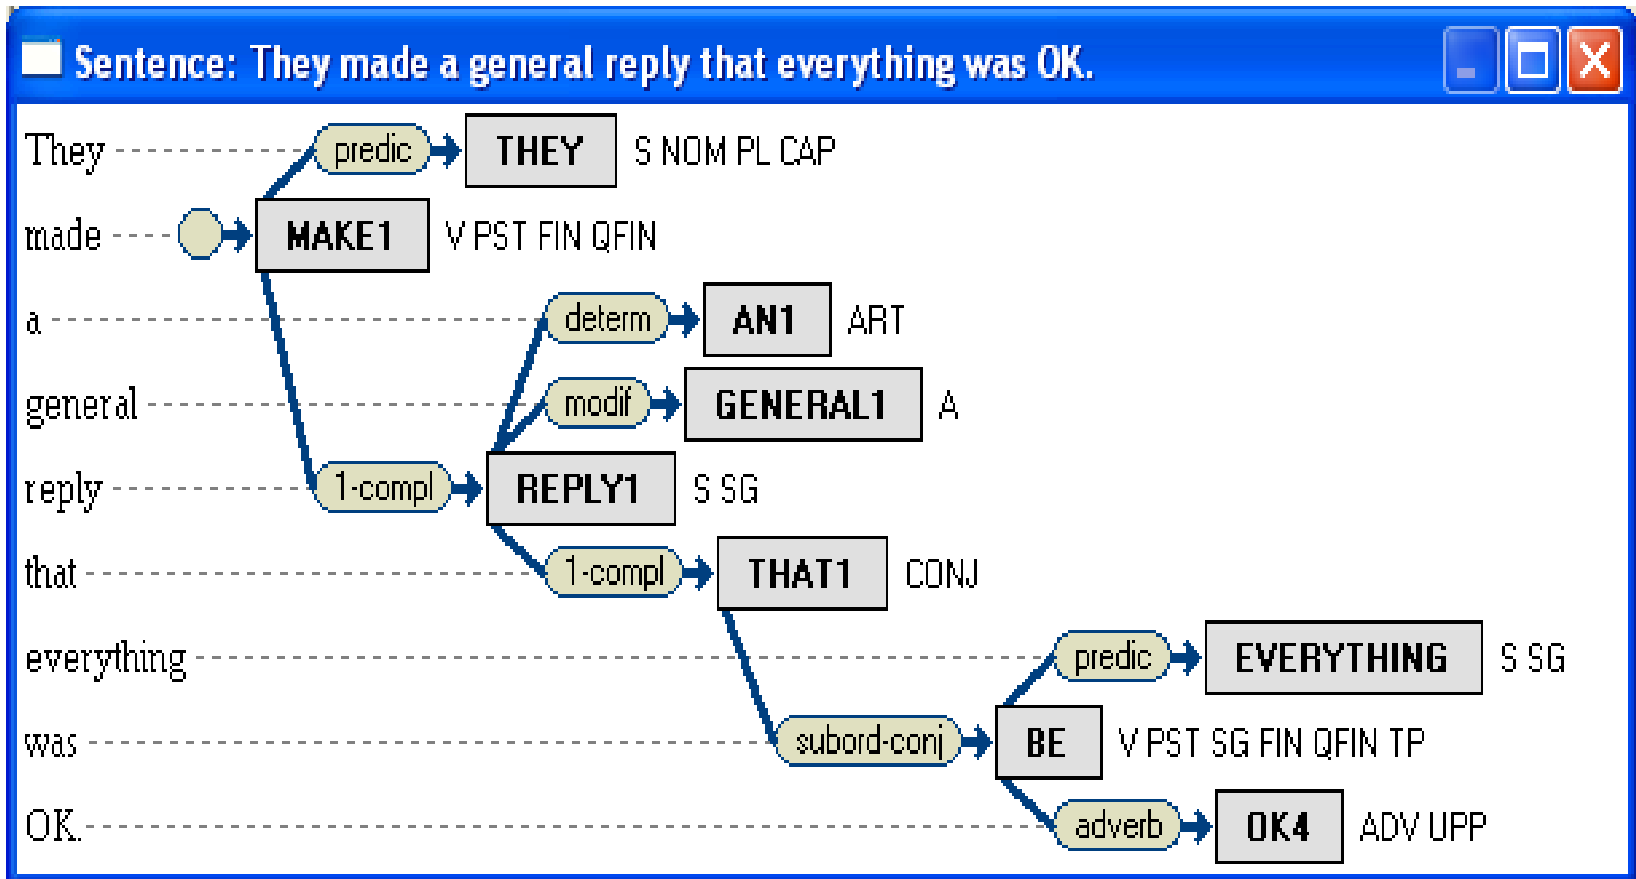 Sentence: They made a general reply that everything was OK.
They predic THEY S NOM PL CAP
made MAKE1 V PST FIN QFIN
a determ AN1 ART
general modif GENERAL1 A
reply 1-compl REPLY1 S SG
that 1-compl THAT1 CONJ
everything predic EVERYTHING S SG
was subord-conj BE V PST SG FIN QFIN TP
OK. adverb OK4 ADV UPP